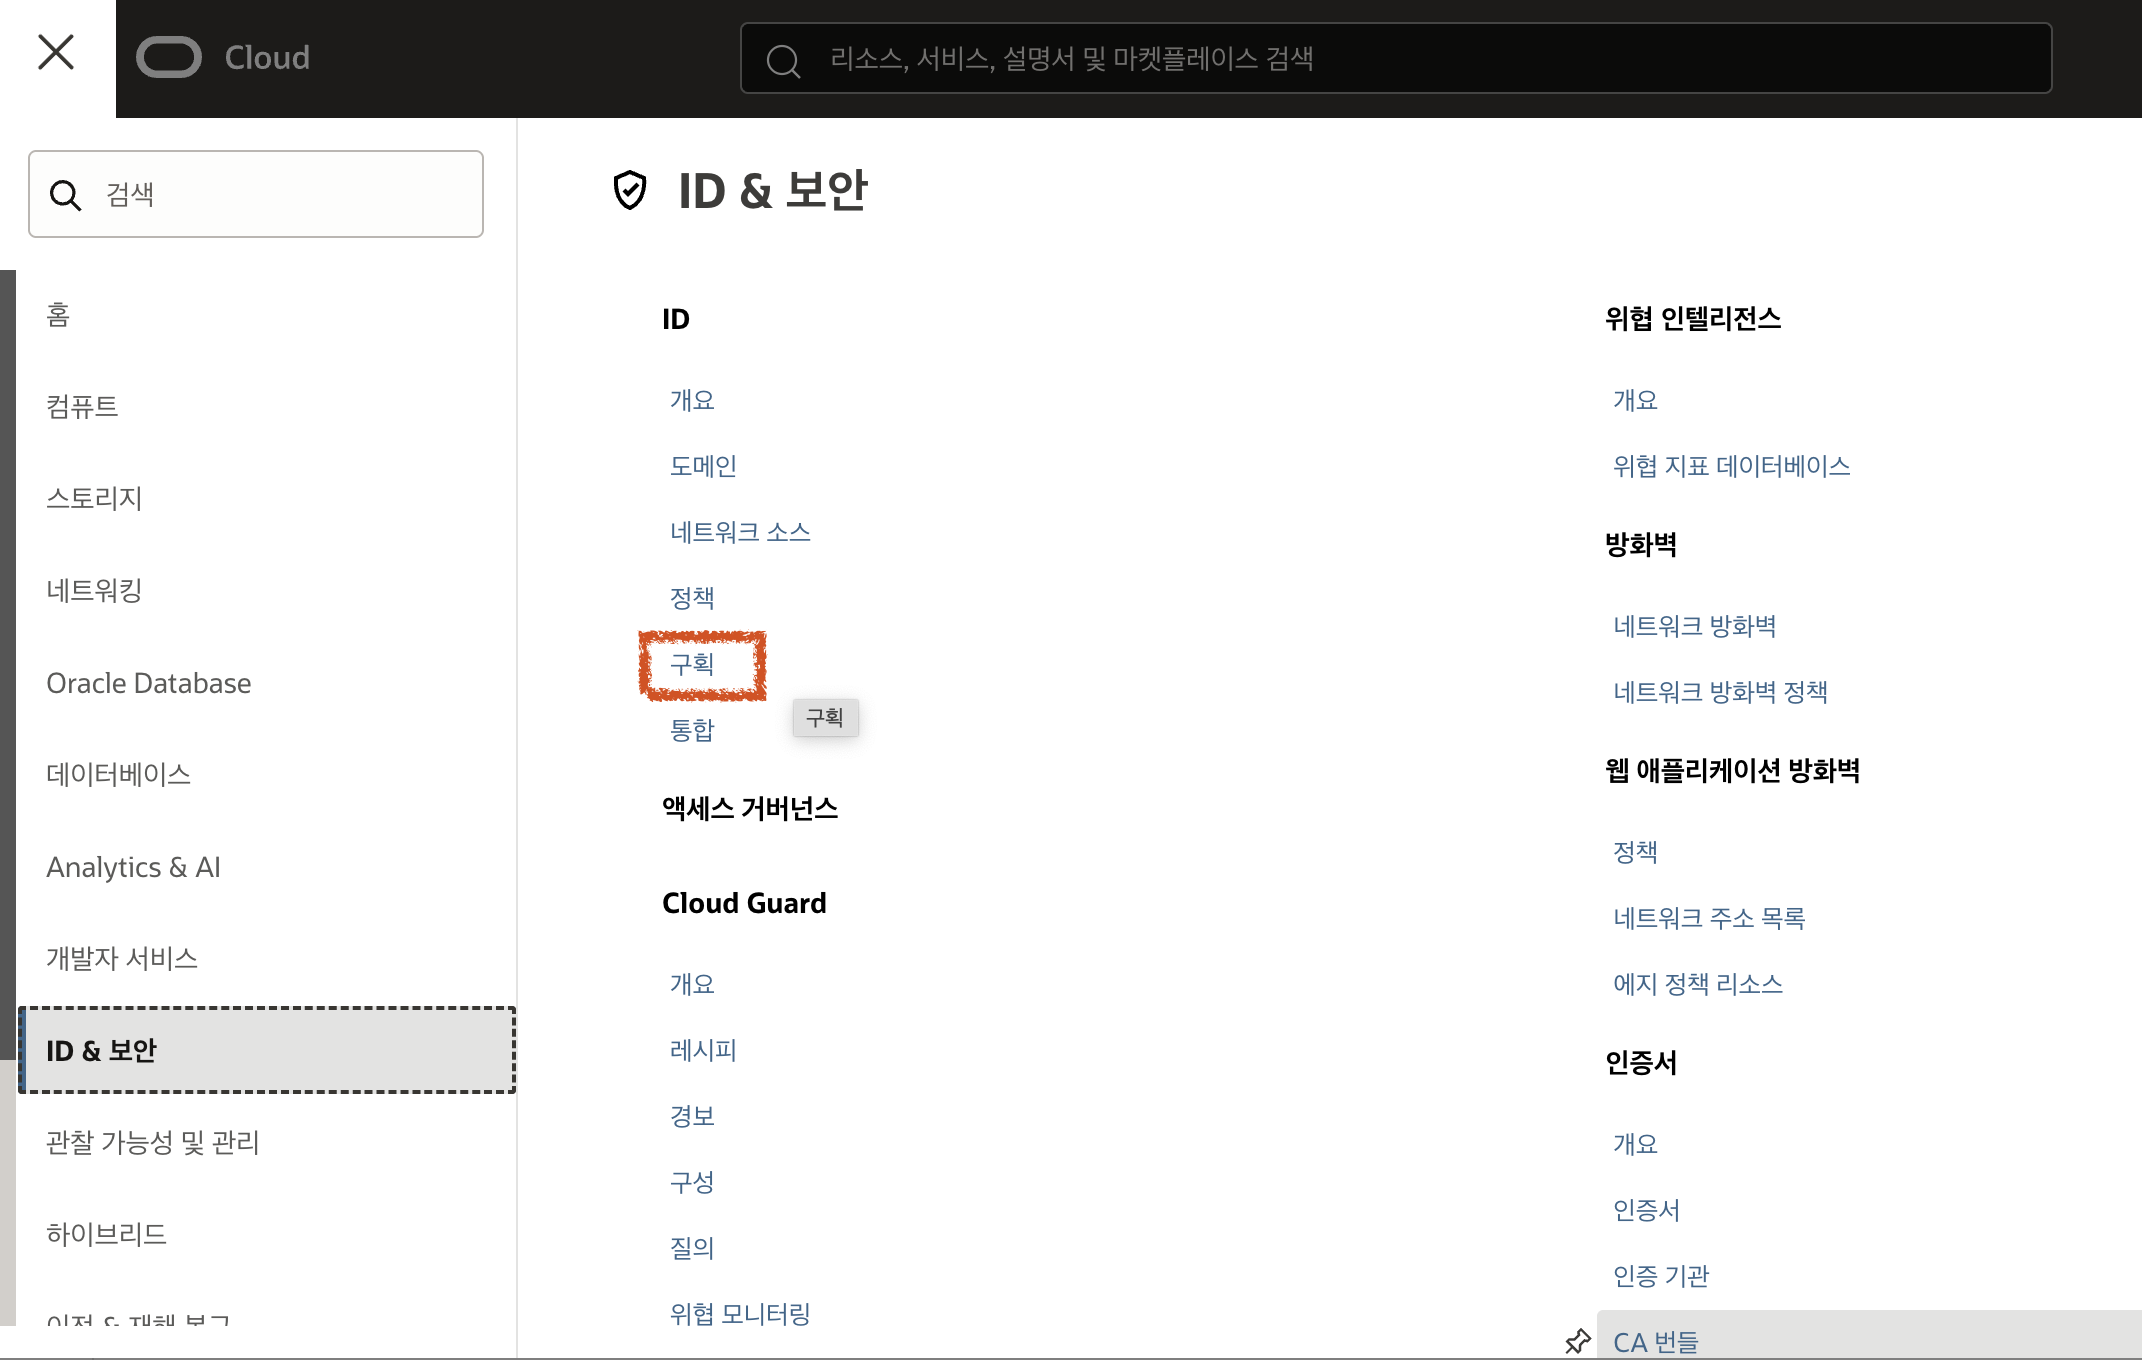 Cloud
리소스, 서비스, 설명서 및 마켓플레이스 검색
검색
홈
컴퓨트
스토리지
네트워킹
Oracle Database
데이터베이스
Analytics & AI
개발자 서비스
ID & 보안
관찰 가능성 및 관리
하이브리드
이전 & 재해 복구
ID & 보안
ID
개요
도메인
네트워크 소스
정책
구획
구획
통합
액세스 거버넌스
Cloud Guard
개요
레시피
경보
구성
질의
위협 모니터링
위협 인텔리전스
개요
위협 지표 데이터베이스
방화벽
네트워크 방화벽
네트워크 방화벽 정책
웹 애플리케이션 방화벽
정책
네트워크 주소 목록
에지 정책 리소스
인증서
개요
인증서
인증 기관
CA 번들